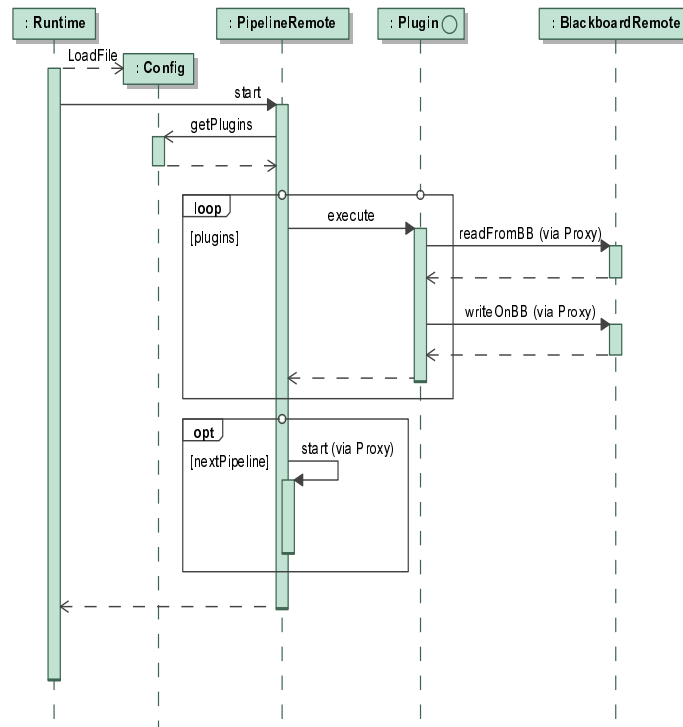 : Runtime
: PipelineRemote
: Plugin
: BlackboardRemote
LoadFile
: Config
start
getPlugins
loop
execute
[plugins]
readFromBB (via Proxy)
writeOnBB (via Proxy)
opt
start (via Proxy)
[nextPipeline]